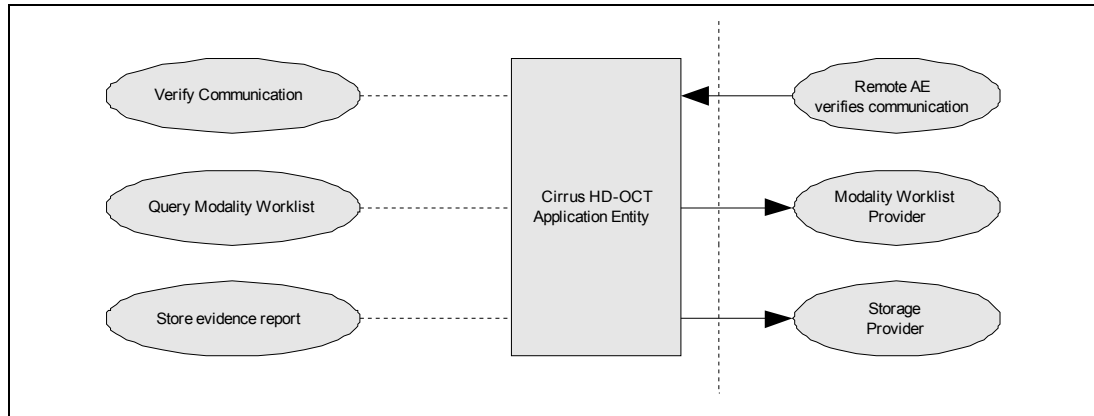 Verify Communication
Remote AE
verifies communication
Query Modality Worklist
Cirrus HD-OCT
Application Entity
Modality Worklist
Provider
Store evidence report
Storage
Provider